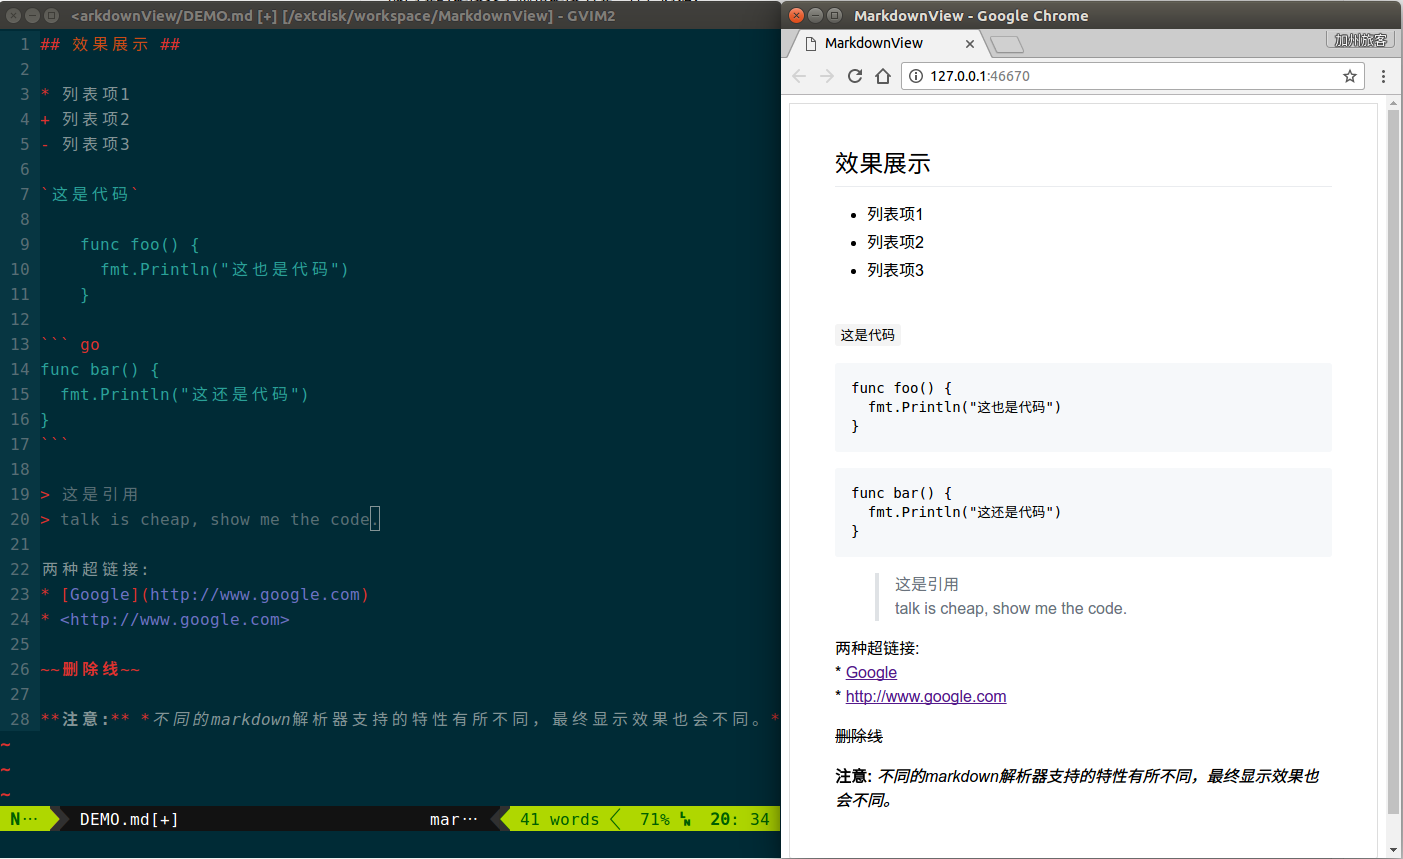 <arkdownView/DEMO.md [+] [/extdisk/workspace/MarkdownView] - GVIM2
1 ## 效果展示 ##
2
3 * 列表项1
4 + 列表项2
5 - 列表项3
6
7 `这是代码`
8
9 func foo() {
10 fmt.Println("这也是代码")
11 }
12
13 ``` go
14 func bar() {
15 fmt.Println("这还是代码")
16 }
17 ```
18
19 > 这是引用
20 > talk is cheap, show me the code.
21
22 两种超链接:
23 * [Google](http://www.google.com)
24 * <http://www.google.com>
25
26 ~~删除线~~
27
28 **注意:** *不同的markdown解析器支持的特性有所不同，最终显示效果也会不同。*
~
~
~
N⋯ DEMO.md[+] mar⋯ 41 words 71% ␤ 20: 34
MarkdownView - Google Chrome
MarkdownView 加州旅客
127.0.0.1:46670
效果展示
• 列表项1
• 列表项2
• 列表项3
这是代码
func foo() {
fmt.Println("这也是代码")
}
func bar() {
fmt.Println("这还是代码")
}
这是引用
talk is cheap, show me the code.
两种超链接:
* Google
* http://www.google.com
删除线
注意: 不同的markdown解析器支持的特性有所不同，最终显示效果也
会不同。